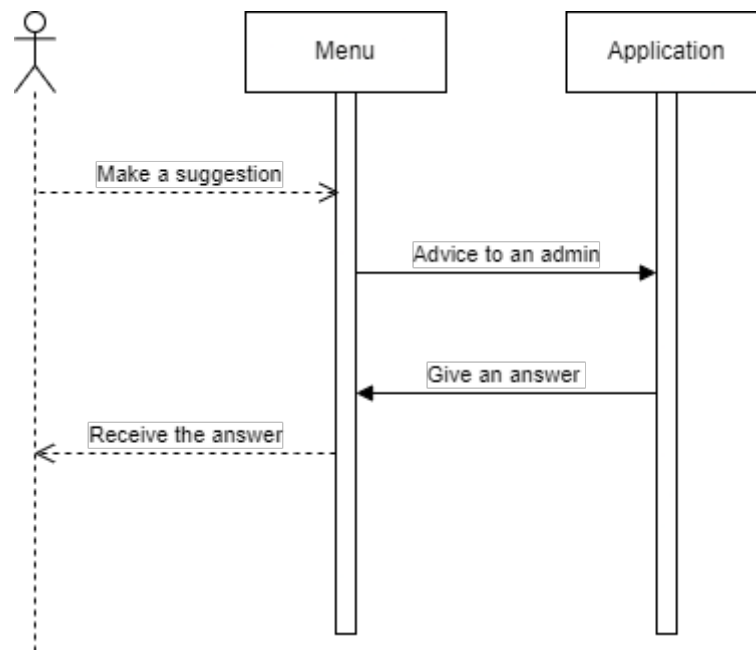 Menu
Application
Make a suggestion
Advice to an admin
Give an answer
Receive the answer